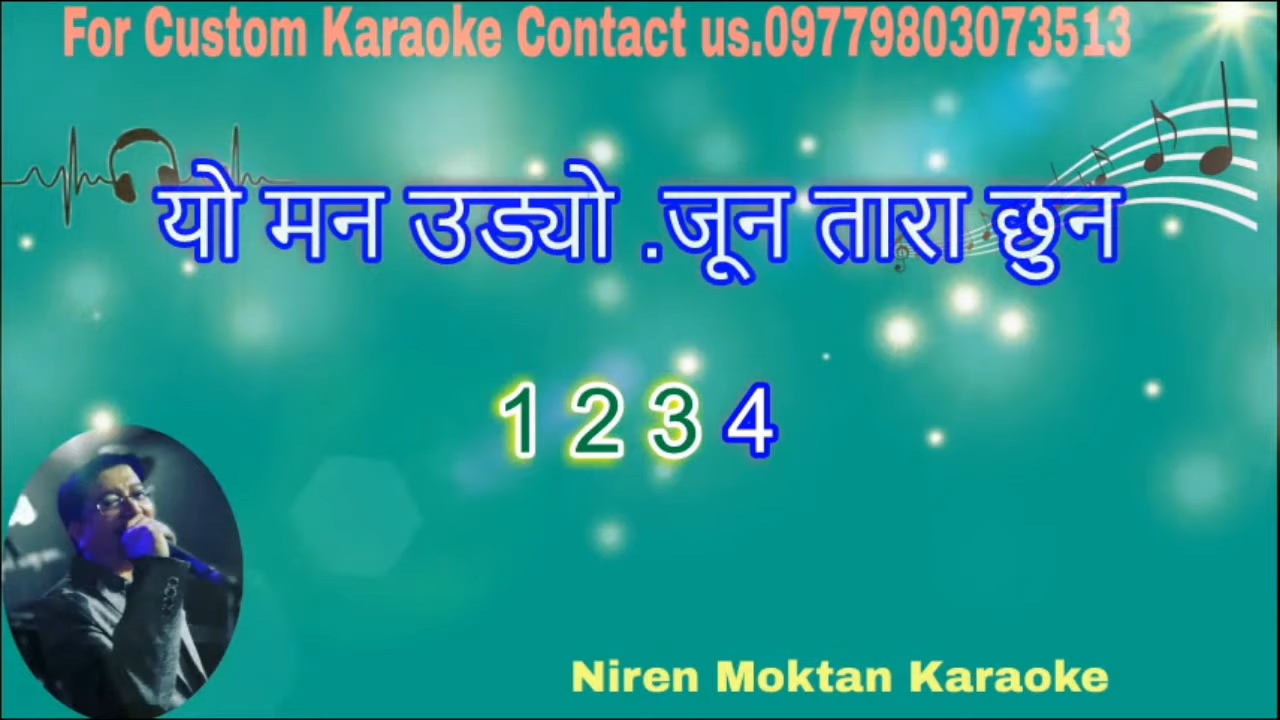 For Custom Karaoke Contact us.09779803073513
यो मन उड्यो .जून तारा छुन
1 2 3 4
Niren Moktan Karaoke